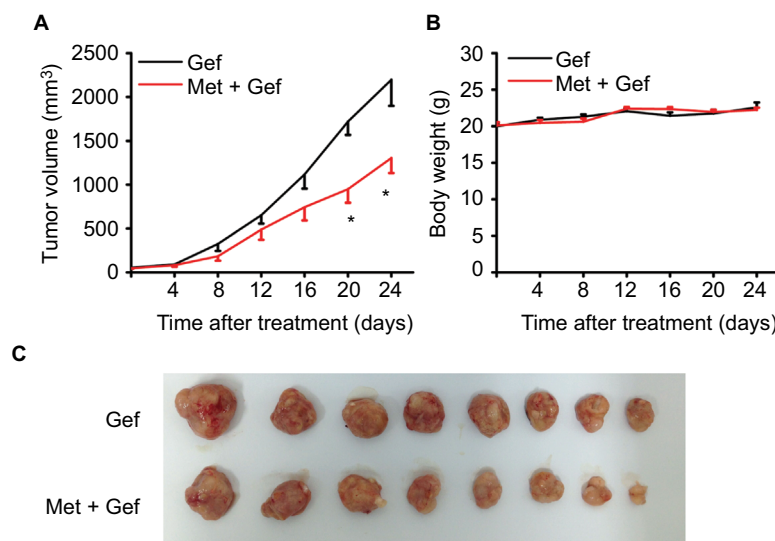 A
2500
2000
1500
1000
500
0
Tumor volume (mm³)
Gef
Met + Gef
*
*
4 8 12 16 20 24
Time after treatment (days)
B
30
25
20
15
10
5
0
Body weight (g)
Gef
Met + Gef
4 8 12 16 20 24
Time after treatment (days)
C
Gef
Met + Gef